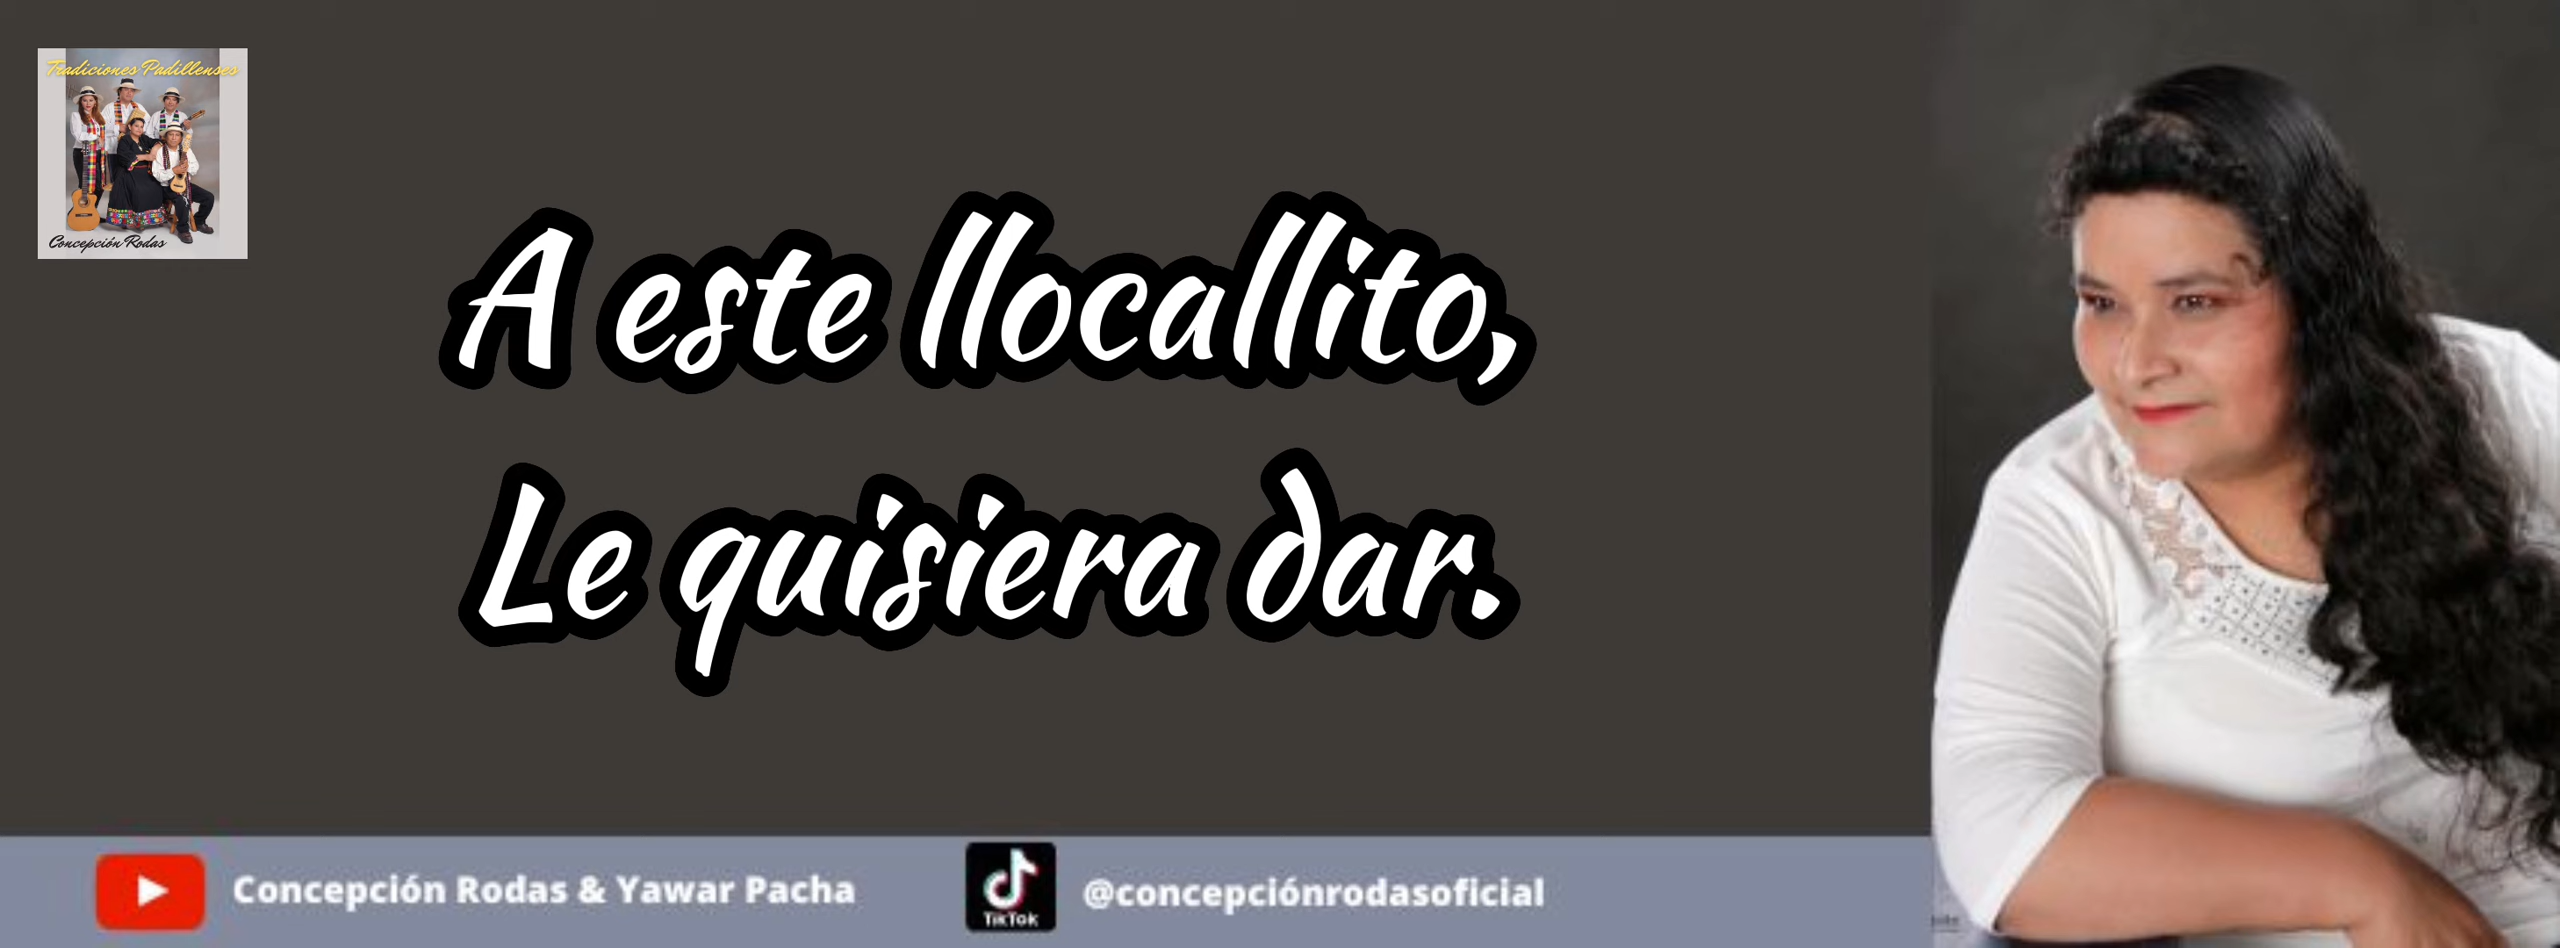 Tradiciones Padillenses
Concepción Rodas
A este llocallito,
Le quisiera dar.
Concepción Rodas & Yawar Pacha
TikTok
@concepciónrodasoficial